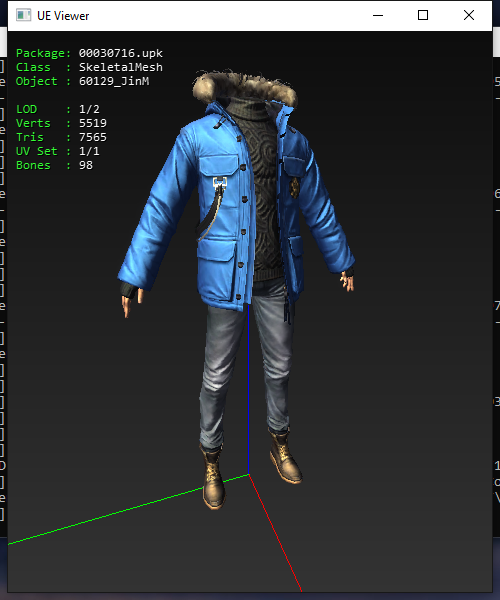 UE Viewer
Package: 00030716.upk
Class : SkeletalMesh
Object : 60129_JinM
LOD : 1/2
Verts : 5519
Tris : 7565
UV Set : 1/1
Bones : 98